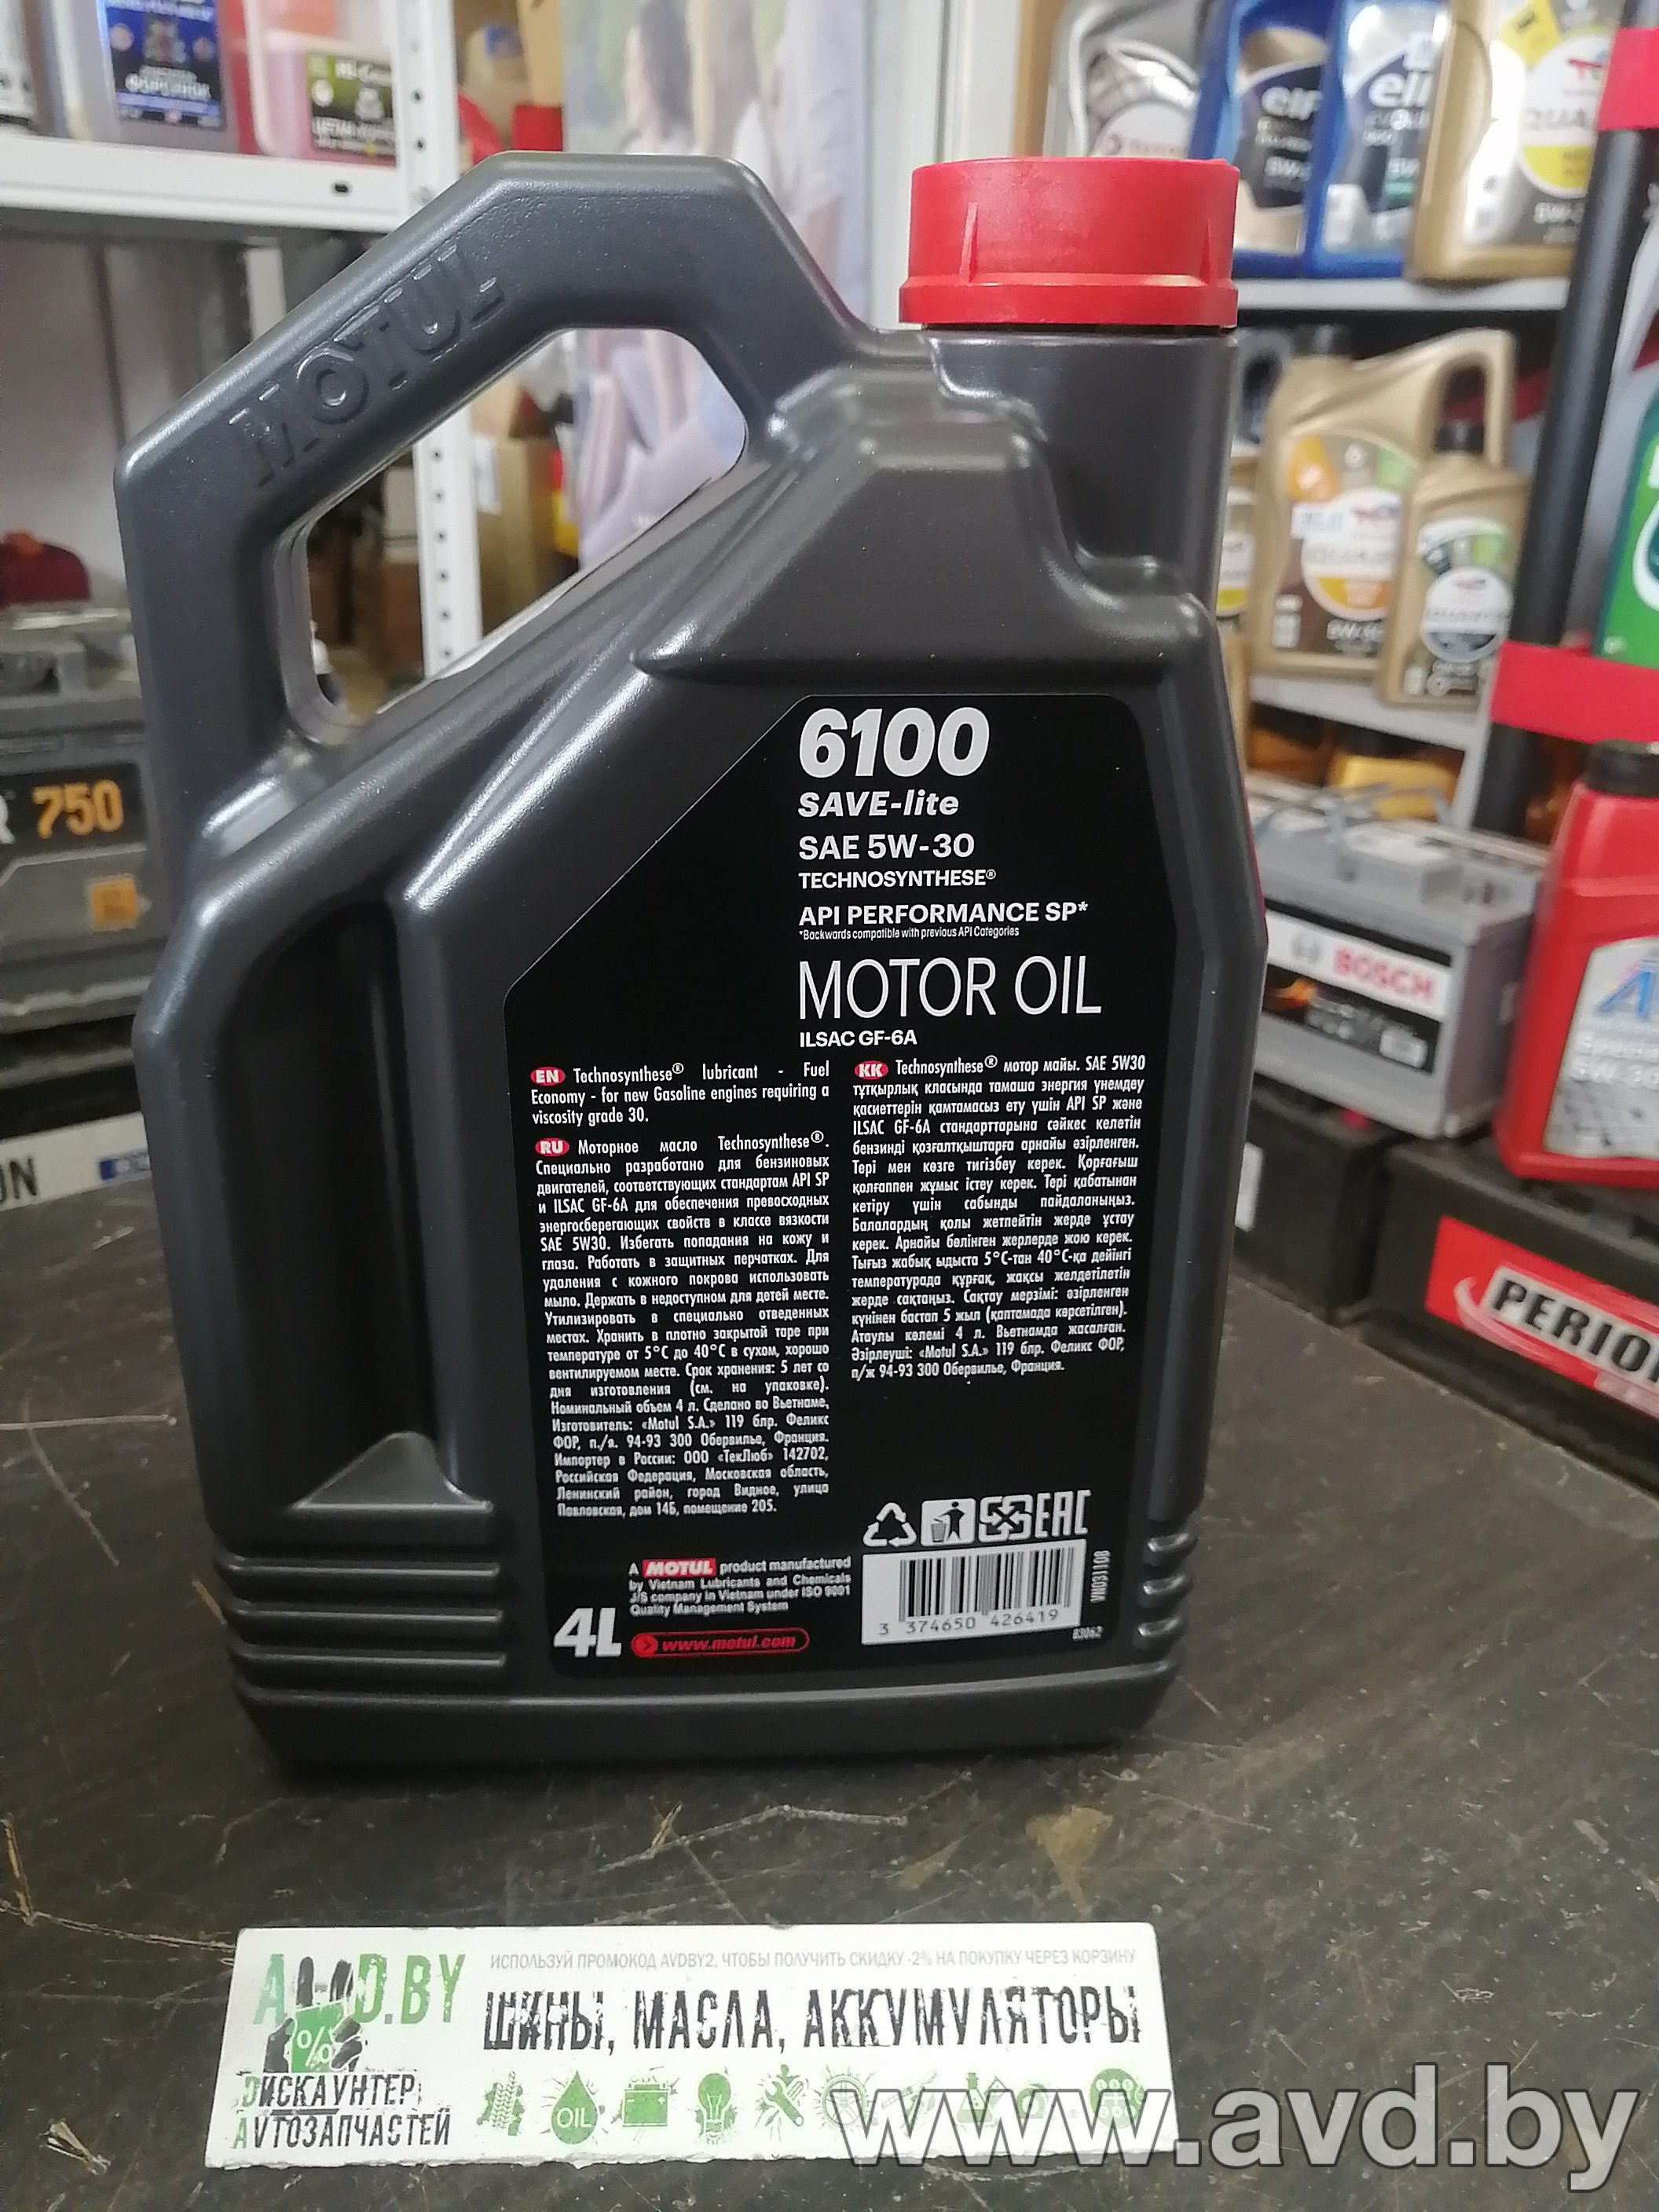 MOTUL
6100
SAVE-lite
SAE 5W-30
TECHNOSYNTHESE®
API PERFORMANCE SP*
*Backwards compatible with previous API Categories
MOTOR OIL
ILSAC GF-6A
EN Technosynthese® lubricant - Fuel
Economy - for new Gasoline engines requiring a
viscosity grade 30.
RU Моторное масло Technosynthese®.
Специально разработано для бензиновых
двигателей, соответствующих стандартам API SP
и ILSAC GF-6A для обеспечения превосходных
энергосберегающих свойств в классе вязкости
SAE 5W30. Избегать попадания на кожу и
глаза. Работать в защитных перчатках. Для
удаления с кожного покрова использовать
мыло. Держать в недоступном для детей месте.
Утилизировать в специально отведенных
местах. Хранить в плотно закрытой таре при
температуре от 5°C до 40°C в сухом, хорошо
вентилируемом месте. Срок хранения: 5 лет со
дня изготовления (см. на упаковке).
Номинальный объем 4 л. Сделано во Вьетнаме,
Изготовитель: «Motul S.A.» 119 блр. Феликс
ФОР, п./я. 94-93 300 Обервилье, Франция.
Импортер в России: ООО «ТекЛюб» 142702,
Российская Федерация, Московская область,
Ленинский район, город Видное, улица
Павловская, дом 14Б, помещение 205.
KK Technosynthese® мотор майы. SAE 5W30
тұтқырлық класында тамаша энергия үнемдеу
қасиеттерін қамтамасыз ету үшін API SP және
ILSAC GF-6A стандарттарына сәйкес келетін
бензинді қозғалтқыштарға арнайы әзірленген.
Тері мен көзге тигізбеу керек. Қорғағыш
қолғаппен жұмыс істеу керек. Тері қабатынан
кетіру үшін сабынды пайдаланыңыз.
Балалардың қолы жетпейтін жерде ұстау
керек. Арнайы бөлінген жерлерде жою керек.
Тығыз жабық ыдыста 5°C-тан 40°C-қа дейінгі
температурада құрғақ, жақсы желдетілетін
жерде сақтаңыз. Сақтау мерзімі: әзірленген
күнінен бастап 5 жыл (қаптамада көрсетілген).
Атаулы көлемі 4 л. Вьетнамда жасалған.
Әзірлеуші: «Motul S.A.» 119 блр. Феликс ФОР,
п/ж 94-93 300 Обервилье, Франция.
EAC
A MOTUL product manufactured
by Vietnam Lubricants and Chemicals
J/S company in Vietnam under ISO 9001
Quality Management System
4L
www.motul.com
3 374650 426419
VN031108
83062
elf
elf
750
BOSCH
PERION
ИСПОЛЬЗУЙ ПРОМОКОД AVDBY2, ЧТОБЫ ПОЛУЧИТЬ СКИДКУ -2% НА ПОКУПКУ ЧЕРЕЗ КОРЗИНУ
AVD.BY
%
ШИНЫ, МАСЛА, АККУМУЛЯТОРЫ
DИСКАУНТЕР
АVТОЗАПЧАСТЕЙ
OIL
www.avd.by